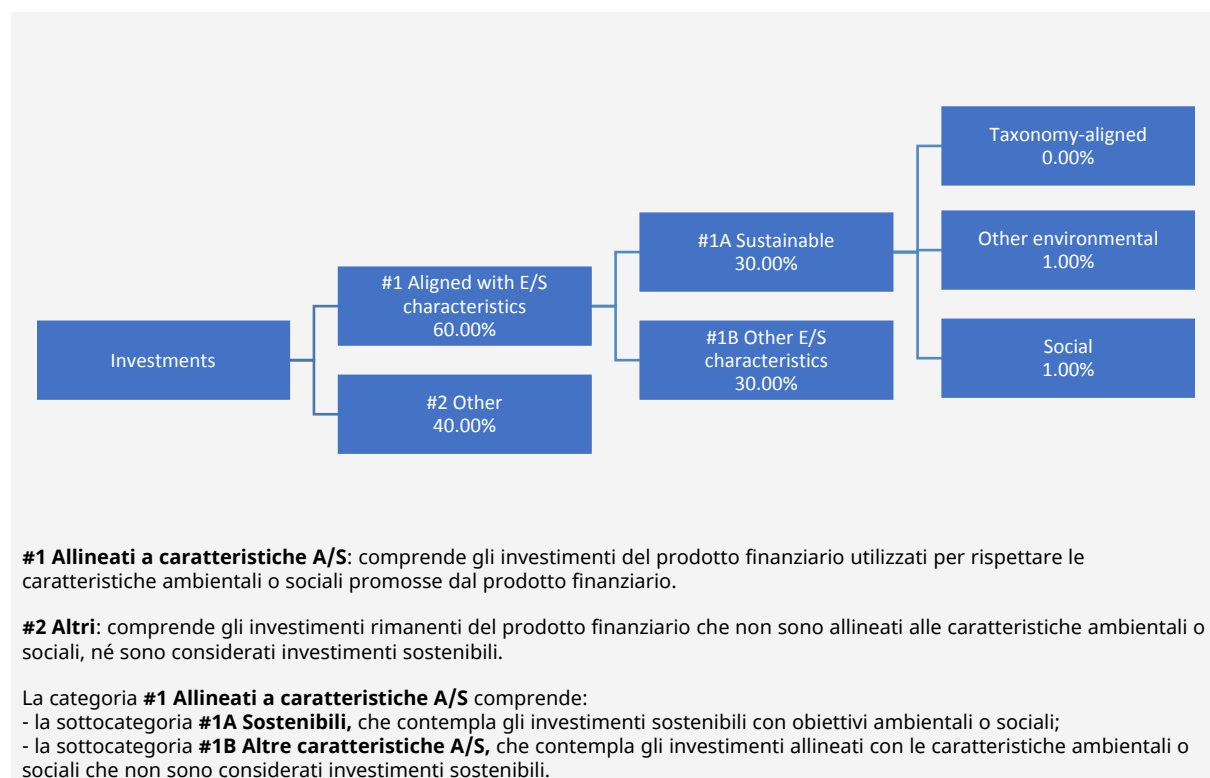 Investments
#1 Aligned with E/S
characteristics
60.00%
#2 Other
40.00%
#1A Sustainable
30.00%
#1B Other E/S
characteristics
30.00%
Taxonomy-aligned
0.00%
Other environmental
1.00%
Social
1.00%
#1 Allineati a caratteristiche A/S: comprende gli investimenti del prodotto finanziario utilizzati per rispettare le
caratteristiche ambientali o sociali promosse dal prodotto finanziario.
#2 Altri: comprende gli investimenti rimanenti del prodotto finanziario che non sono allineati alle caratteristiche ambientali o
sociali, né sono considerati investimenti sostenibili.
La categoria #1 Allineati a caratteristiche A/S comprende:
- la sottocategoria #1A Sostenibili, che contempla gli investimenti sostenibili con obiettivi ambientali o sociali;
- la sottocategoria #1B Altre caratteristiche A/S, che contempla gli investimenti allineati con le caratteristiche ambientali o
sociali che non sono considerati investimenti sostenibili.